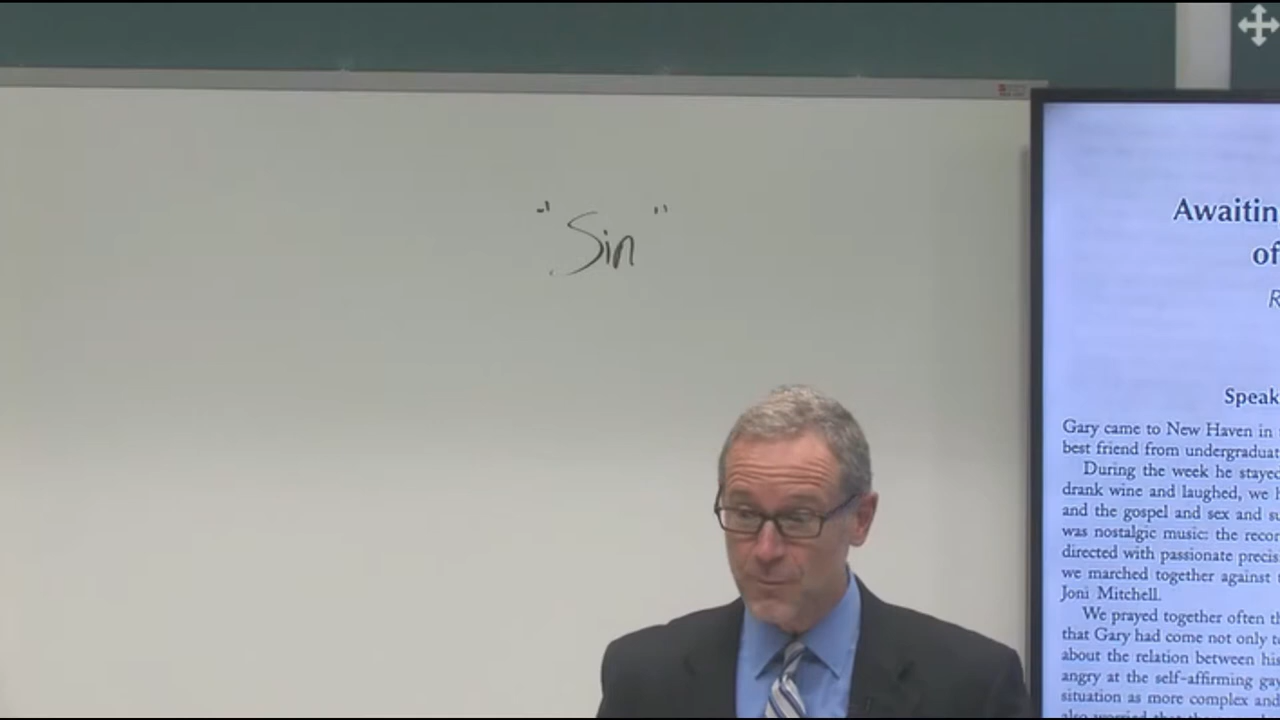 "Sin"
Awaitin
of
R
Speak
Gary came to New Haven in
best friend from undergraduat
During the week he stayed
drank wine and laughed, we h
and the gospel and sex and su
was nostalgic music: the recor
directed with passionate precis
we marched together against
Joni Mitchell.
We prayed together often th
that Gary had come not only to
about the relation between his
angry at the self-affirming gay
situation as more complex and